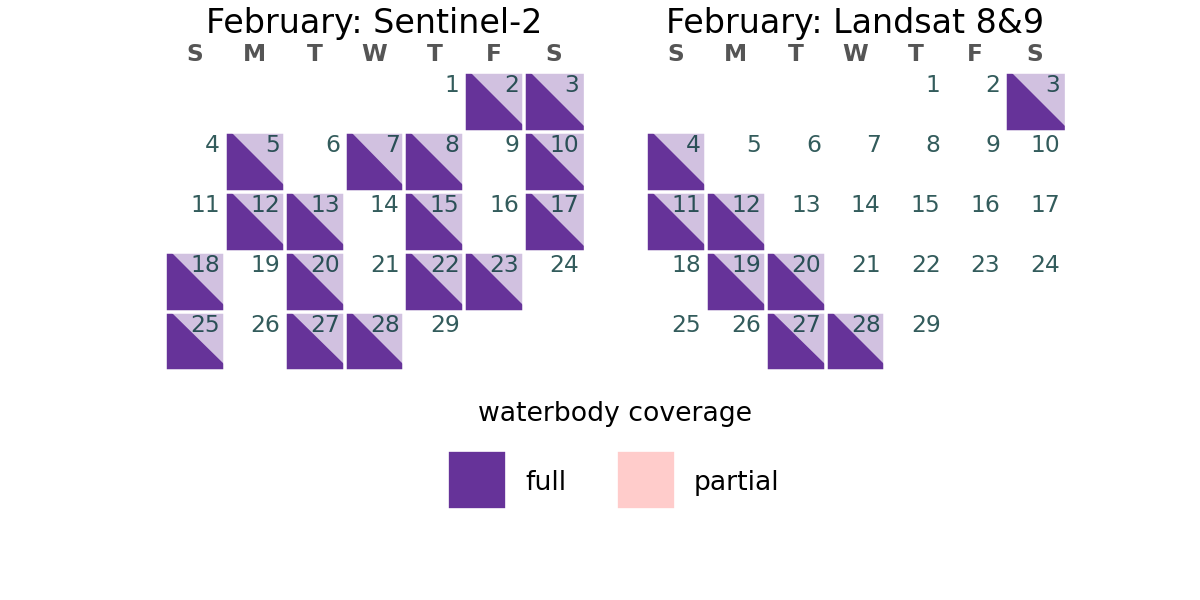 February: Sentinel-2
S M T W T F S
1 2 3
4 5 6 7 8 9 10
11 12 13 14 15 16 17
18 19 20 21 22 23 24
25 26 27 28 29
February: Landsat 8&9
S M T W T F S
1 2 3
4 5 6 7 8 9 10
11 12 13 14 15 16 17
18 19 20 21 22 23 24
25 26 27 28 29
waterbody coverage
full partial